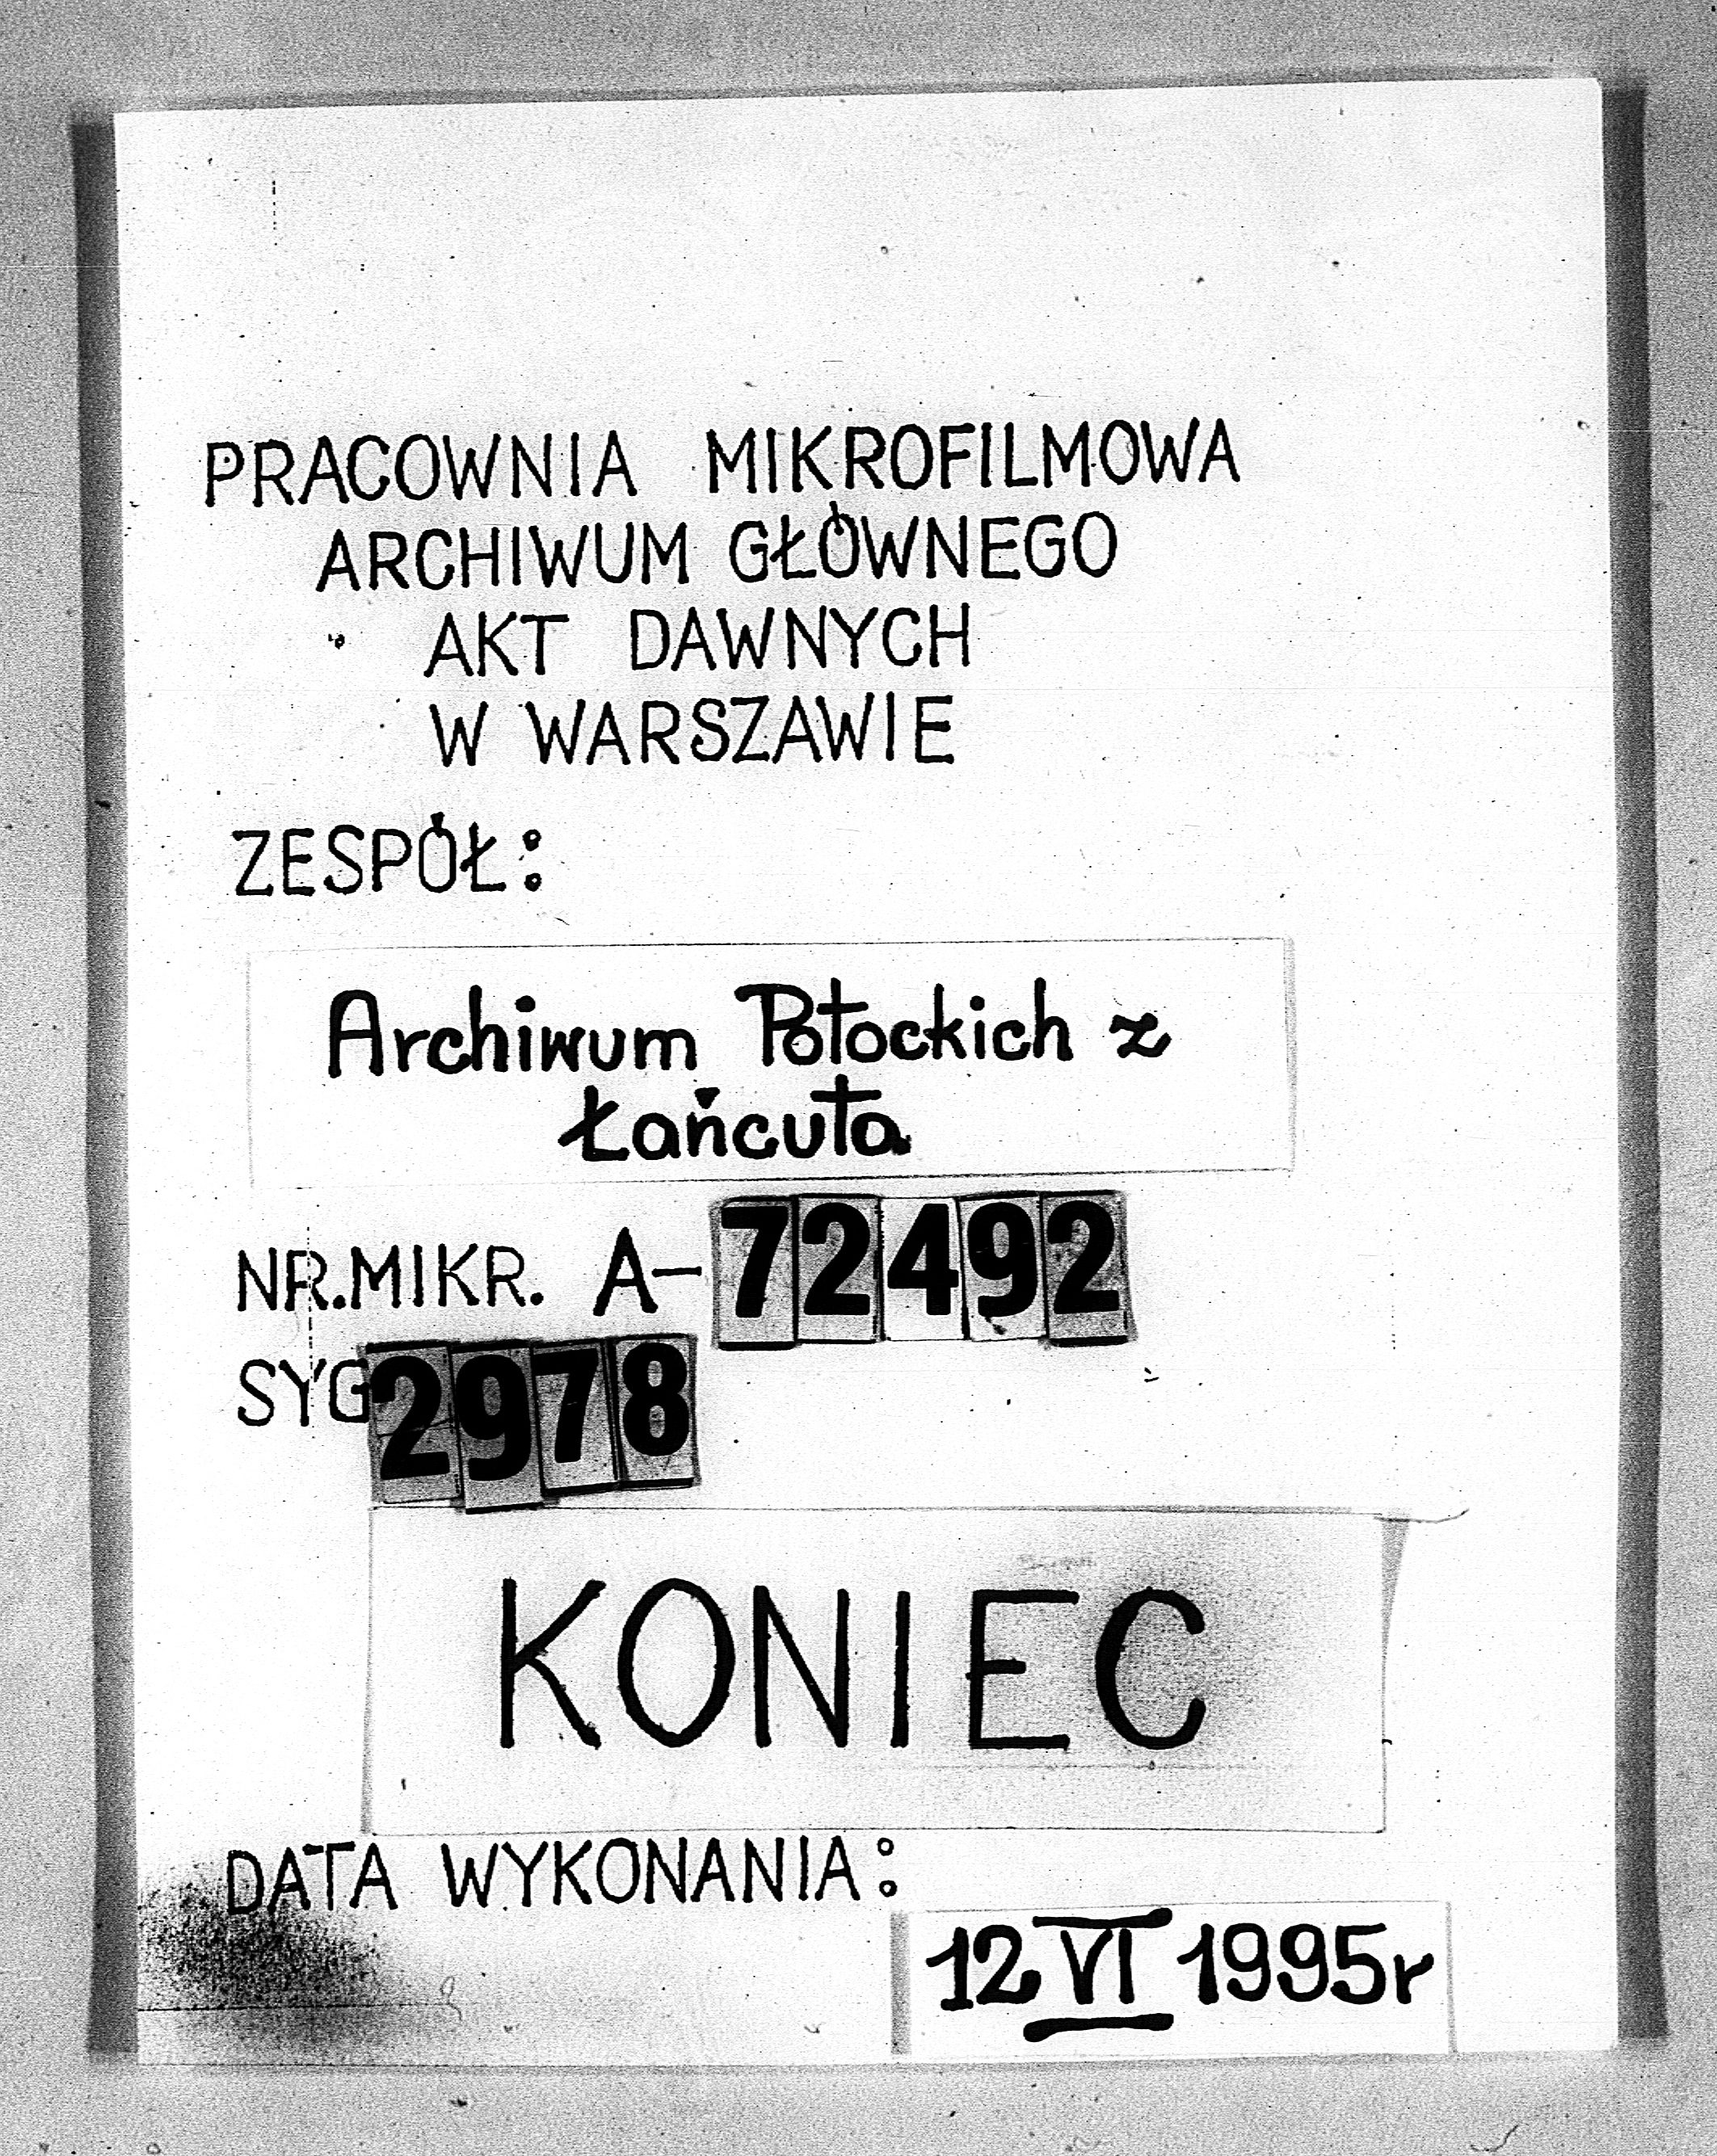 PRACOWNIA MIKROFILMOWA
ARCHIWUM GŁÓWNEGO
AKT DAWNYCH
W WARSZAWIE
ZESPÓŁ:
Archiwum Potockich z
Łańcuta
NR.MIKR. A-72492
SYG 2978
KONIEC
DATA WYKONANIA:
12 VI 1995r